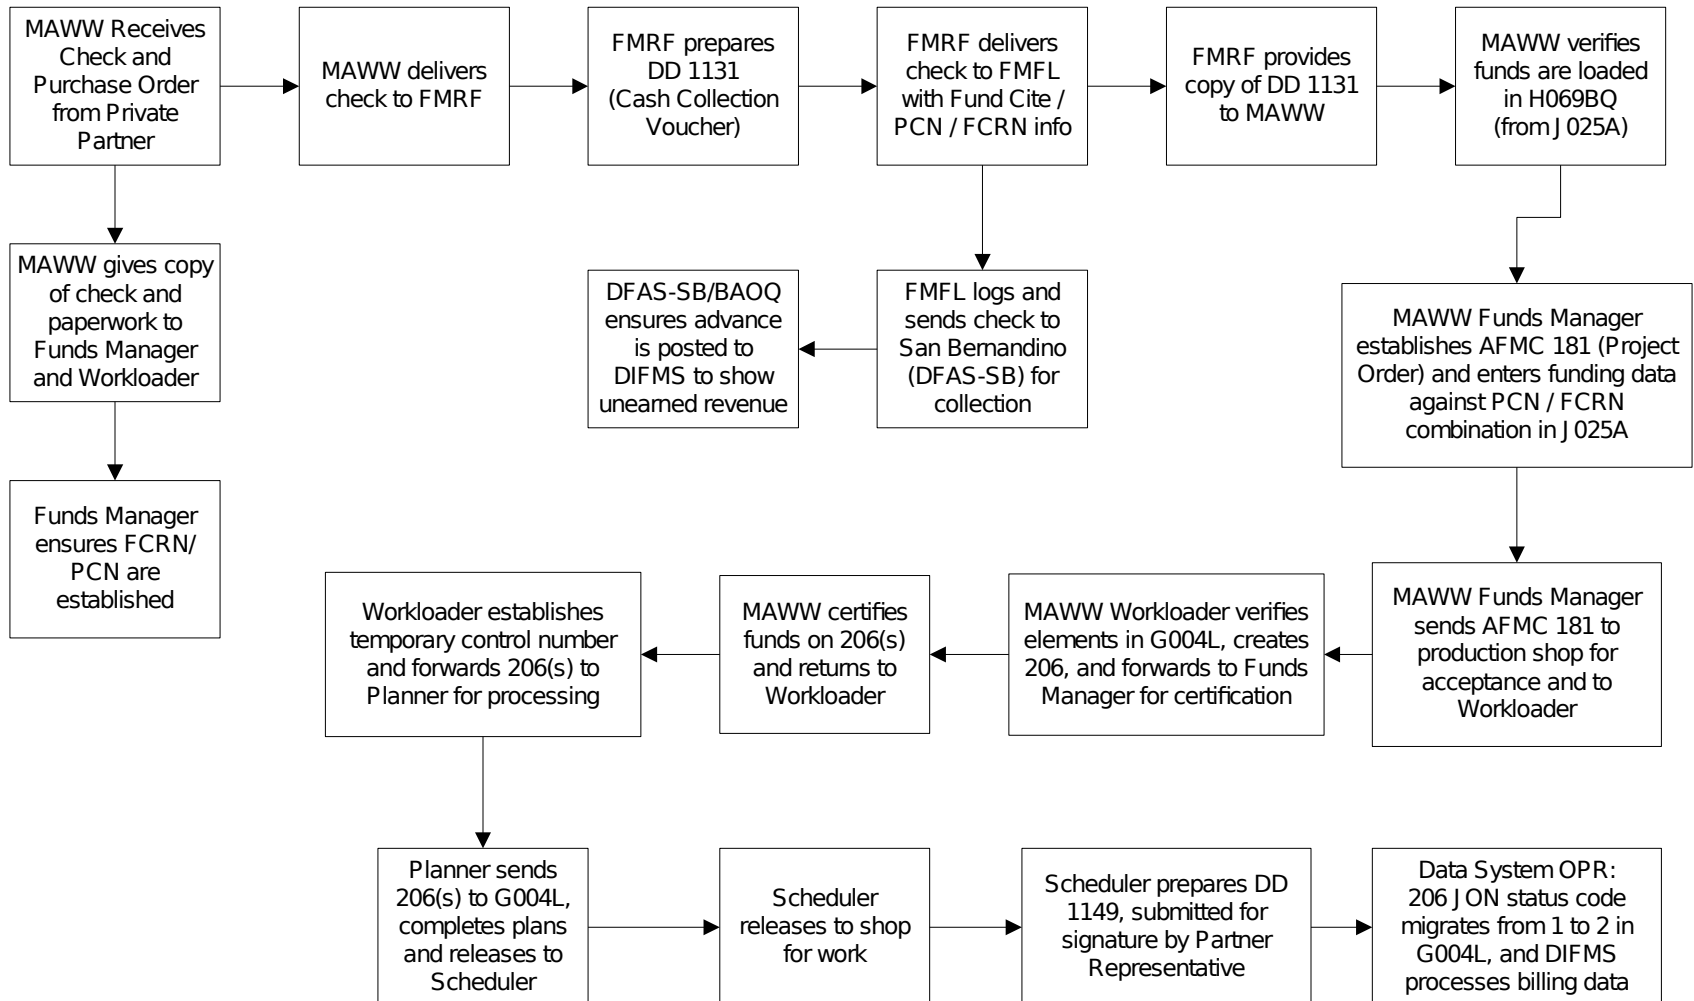 MAWW Receives
Check and
Purchase Order
from Private
Partner
MAWW delivers
check to FMRF
FMRF prepares
DD 1131
(Cash Collection
Voucher)
FMRF delivers
check to FMFL
with Fund Cite /
PCN / FCRN info
FMRF provides
copy of DD 1131
to MAWW
MAWW verifies
funds are loaded
in H069BQ
(from J025A)
MAWW gives copy
of check and
paperwork to
Funds Manager
and Workloader
DFAS-SB/BAOQ
ensures advance
is posted to
DIFMS to show
unearned revenue
FMFL logs and
sends check to
San Bernandino
(DFAS-SB) for
collection
MAWW Funds Manager
establishes AFMC 181 (Project
Order) and enters funding data
against PCN / FCRN
combination in J025A
Funds Manager
ensures FCRN/
PCN are
established
Workloader establishes
temporary control number
and forwards 206(s) to
Planner for processing
MAWW certifies
funds on 206(s)
and returns to
Workloader
MAWW Workloader verifies
elements in G004L, creates
206, and forwards to Funds
Manager for certification
MAWW Funds Manager
sends AFMC 181 to
production shop for
acceptance and to
Workloader
Planner sends
206(s) to G004L,
completes plans
and releases to
Scheduler
Scheduler
releases to shop
for work
Scheduler prepares DD
1149, submitted for
signature by Partner
Representative
Data System OPR:
206 JON status code
migrates from 1 to 2 in
G004L, and DIFMS
processes billing data